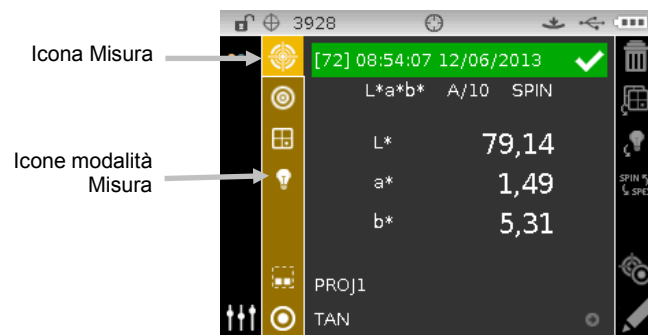 3928
Icona Misura
[72] 08:54:07 12/06/2013
L*a*b* A/10 SPIN
L* 79,14
Icone modalità
Misura
a* 1,49
SPIN
SPEX
b* 5,31
PROJ1
TAN